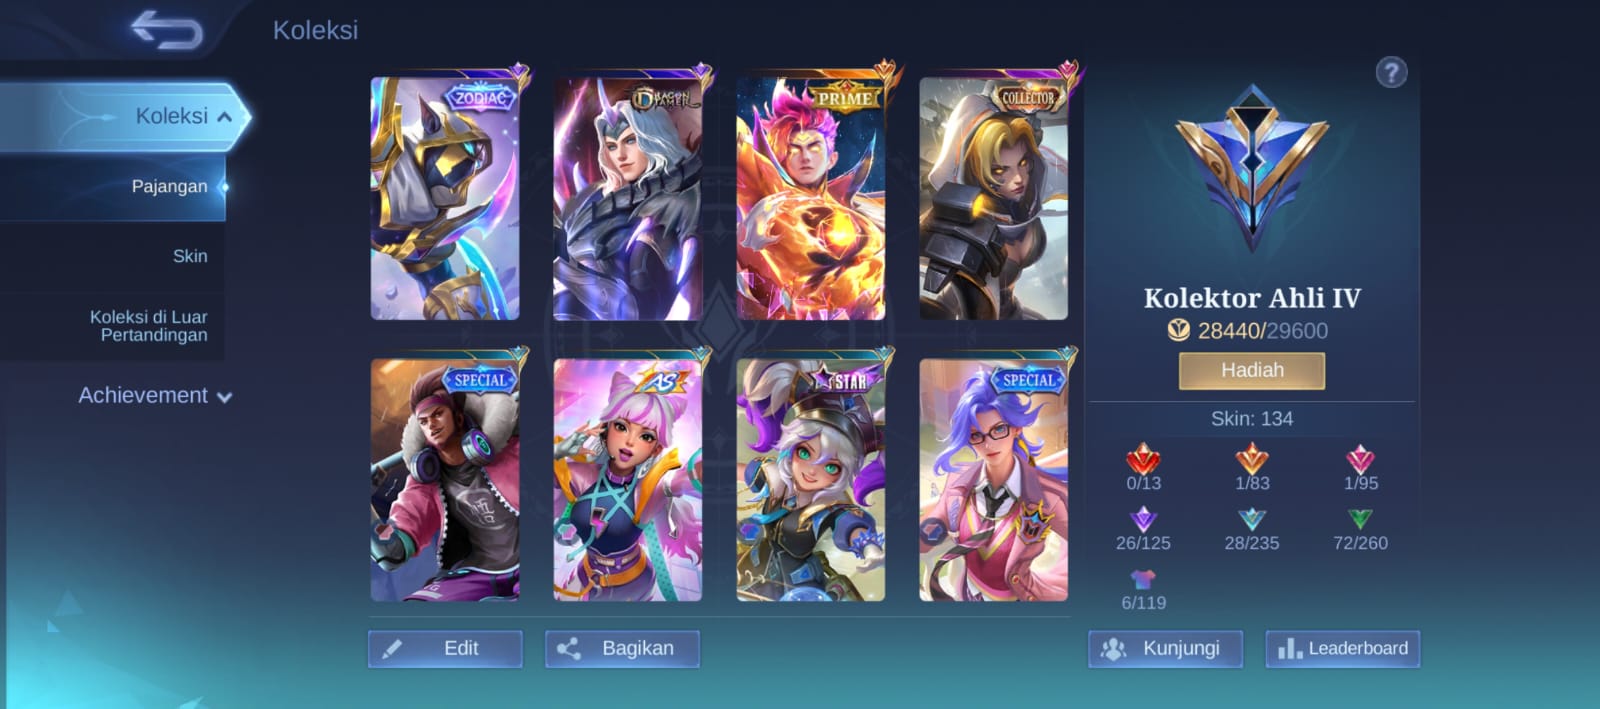 Koleksi
Koleksi
Pajangan
Skin
Koleksi di Luar
Pertandingan
Achievement
ZODIAC
DRAGON
TAMER
PRIME
COLLECTOR
SPECIAL
AS
STAR
SPECIAL
Edit
Bagikan
?
Kolektor Ahli IV
28440/29600
Hadiah
Skin: 134
0/13
1/83
1/95
26/125
28/235
72/260
6/119
Kunjungi
Leaderboard